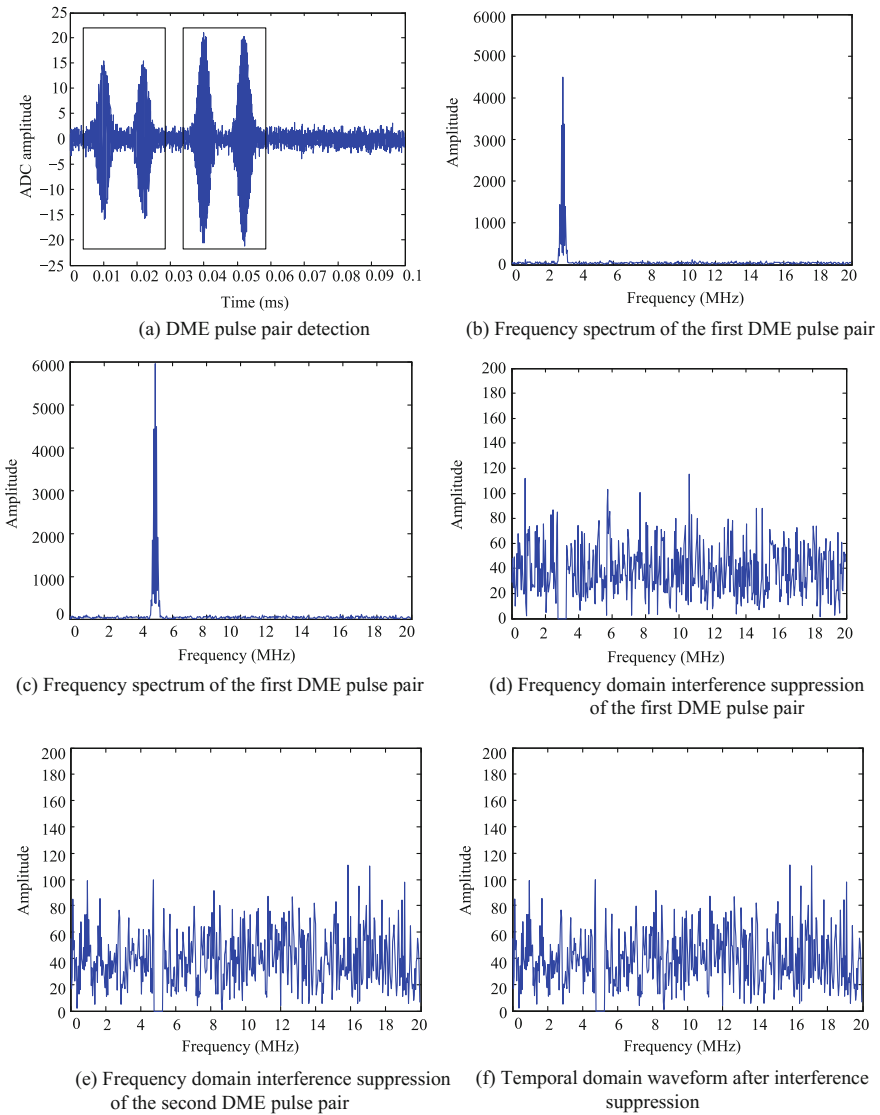 25
20
15
10
5
0
−5
−10
−15
−20
−25
ADC amplitude
0 0.01 0.02 0.03 0.04 0.05 0.06 0.07 0.08 0.09 0.1
Time (ms)
(a) DME pulse pair detection
6000
5000
4000
3000
2000
1000
0
Amplitude
0 2 4 6 8 10 12 14 16 18 20
Frequency (MHz)
(b) Frequency spectrum of the first DME pulse pair
6000
5000
4000
3000
2000
1000
0
Amplitude
0 2 4 6 8 10 12 14 16 18 20
Frequency (MHz)
(c) Frequency spectrum of the first DME pulse pair
200
180
160
140
120
100
80
60
40
20
0
Amplitude
0 2 4 6 8 10 12 14 16 18 20
Frequency (MHz)
(d) Frequency domain interference suppression
of the first DME pulse pair
200
180
160
140
120
100
80
60
40
20
0
Amplitude
0 2 4 6 8 10 12 14 16 18 20
Frequency (MHz)
(e) Frequency domain interference suppression
of the second DME pulse pair
200
180
160
140
120
100
80
60
40
20
0
Amplitude
0 2 4 6 8 10 12 14 16 18 20
Frequency (MHz)
(f) Temporal domain waveform after interference
suppression